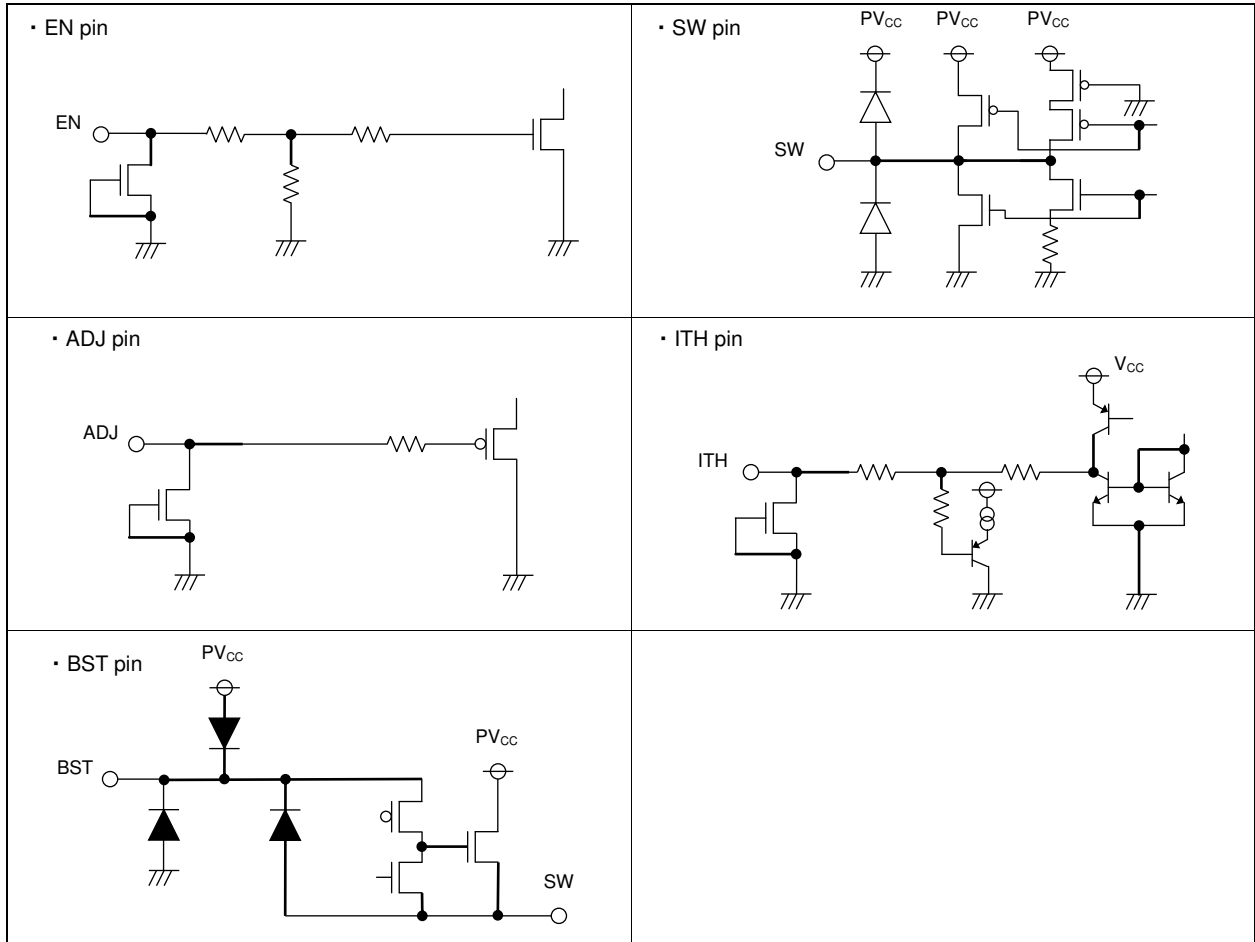 ・EN pin
EN
・SW pin
PVCC PVCC PVCC
SW
・ADJ pin
ADJ
・ITH pin
VCC
ITH
・BST pin
PVCC
PVCC
BST
SW